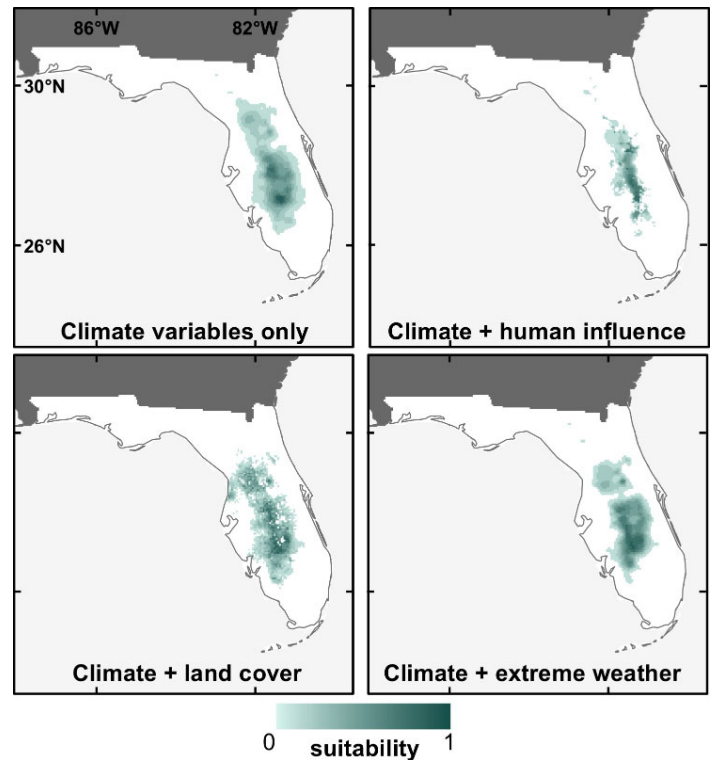 86°W 82°W
30°N
26°N
Climate variables only
Climate + human influence
Climate + land cover
Climate + extreme weather
0 1
suitability